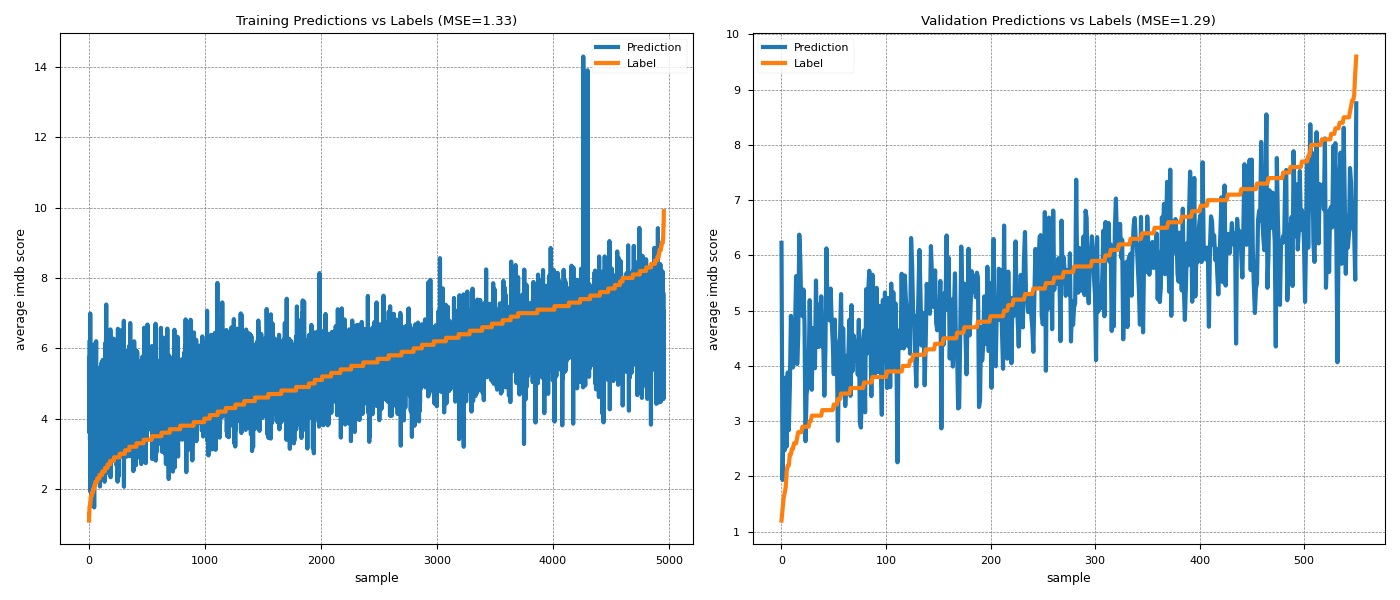 Training Predictions vs Labels (MSE=1.33)
Prediction
Label
14
12
10
8
6
4
2
average imdb score
0
1000
2000
3000
4000
5000
sample
Validation Predictions vs Labels (MSE=1.29)
Prediction
Label
10
9
8
7
6
5
4
3
2
1
average imdb score
0
100
200
300
400
500
sample